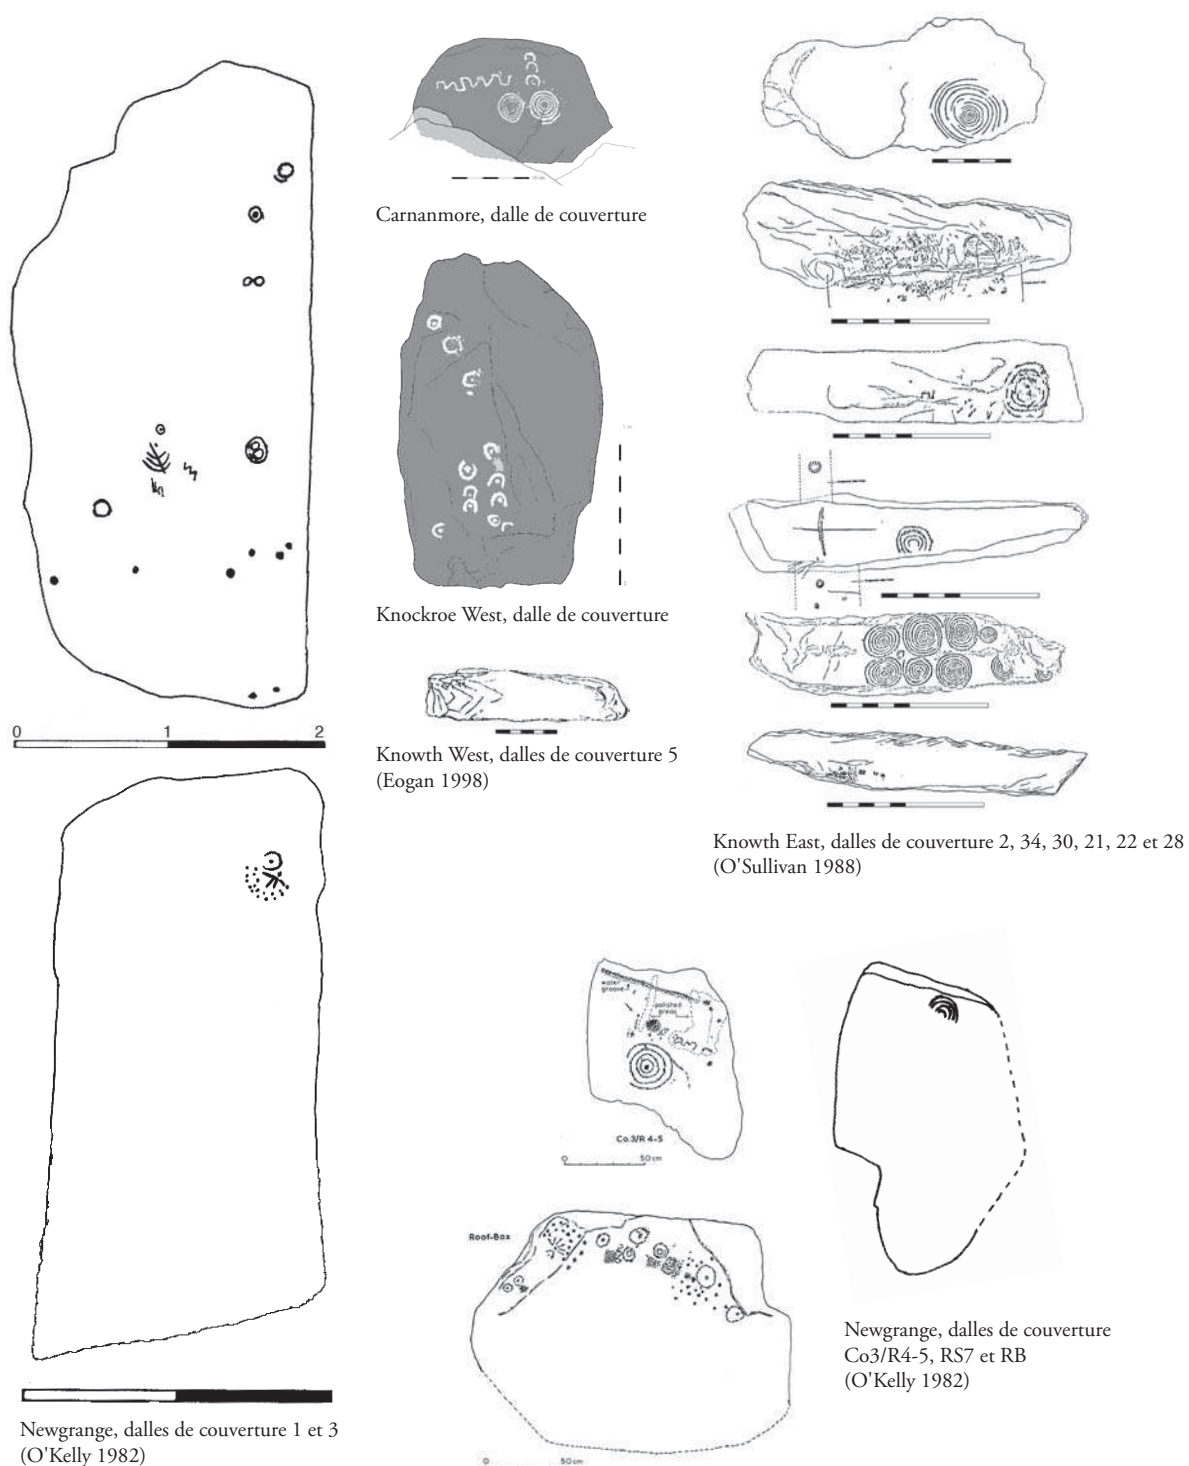 Carnanmore, dalle de couverture
Knockroe West, dalle de couverture
Knowth West, dalles de couverture 5
(Eogan 1998)
Knowth East, dalles de couverture 2, 34, 30, 21, 22 et 28
(O'Sullivan 1988)
0 1 2
water
groove
polished
areas
Co.3/R 4-5
0 50 cm
Roof-Box
0 50 cm
Newgrange, dalles de couverture
Co3/R4-5, RS7 et RB
(O'Kelly 1982)
Newgrange, dalles de couverture 1 et 3
(O'Kelly 1982)